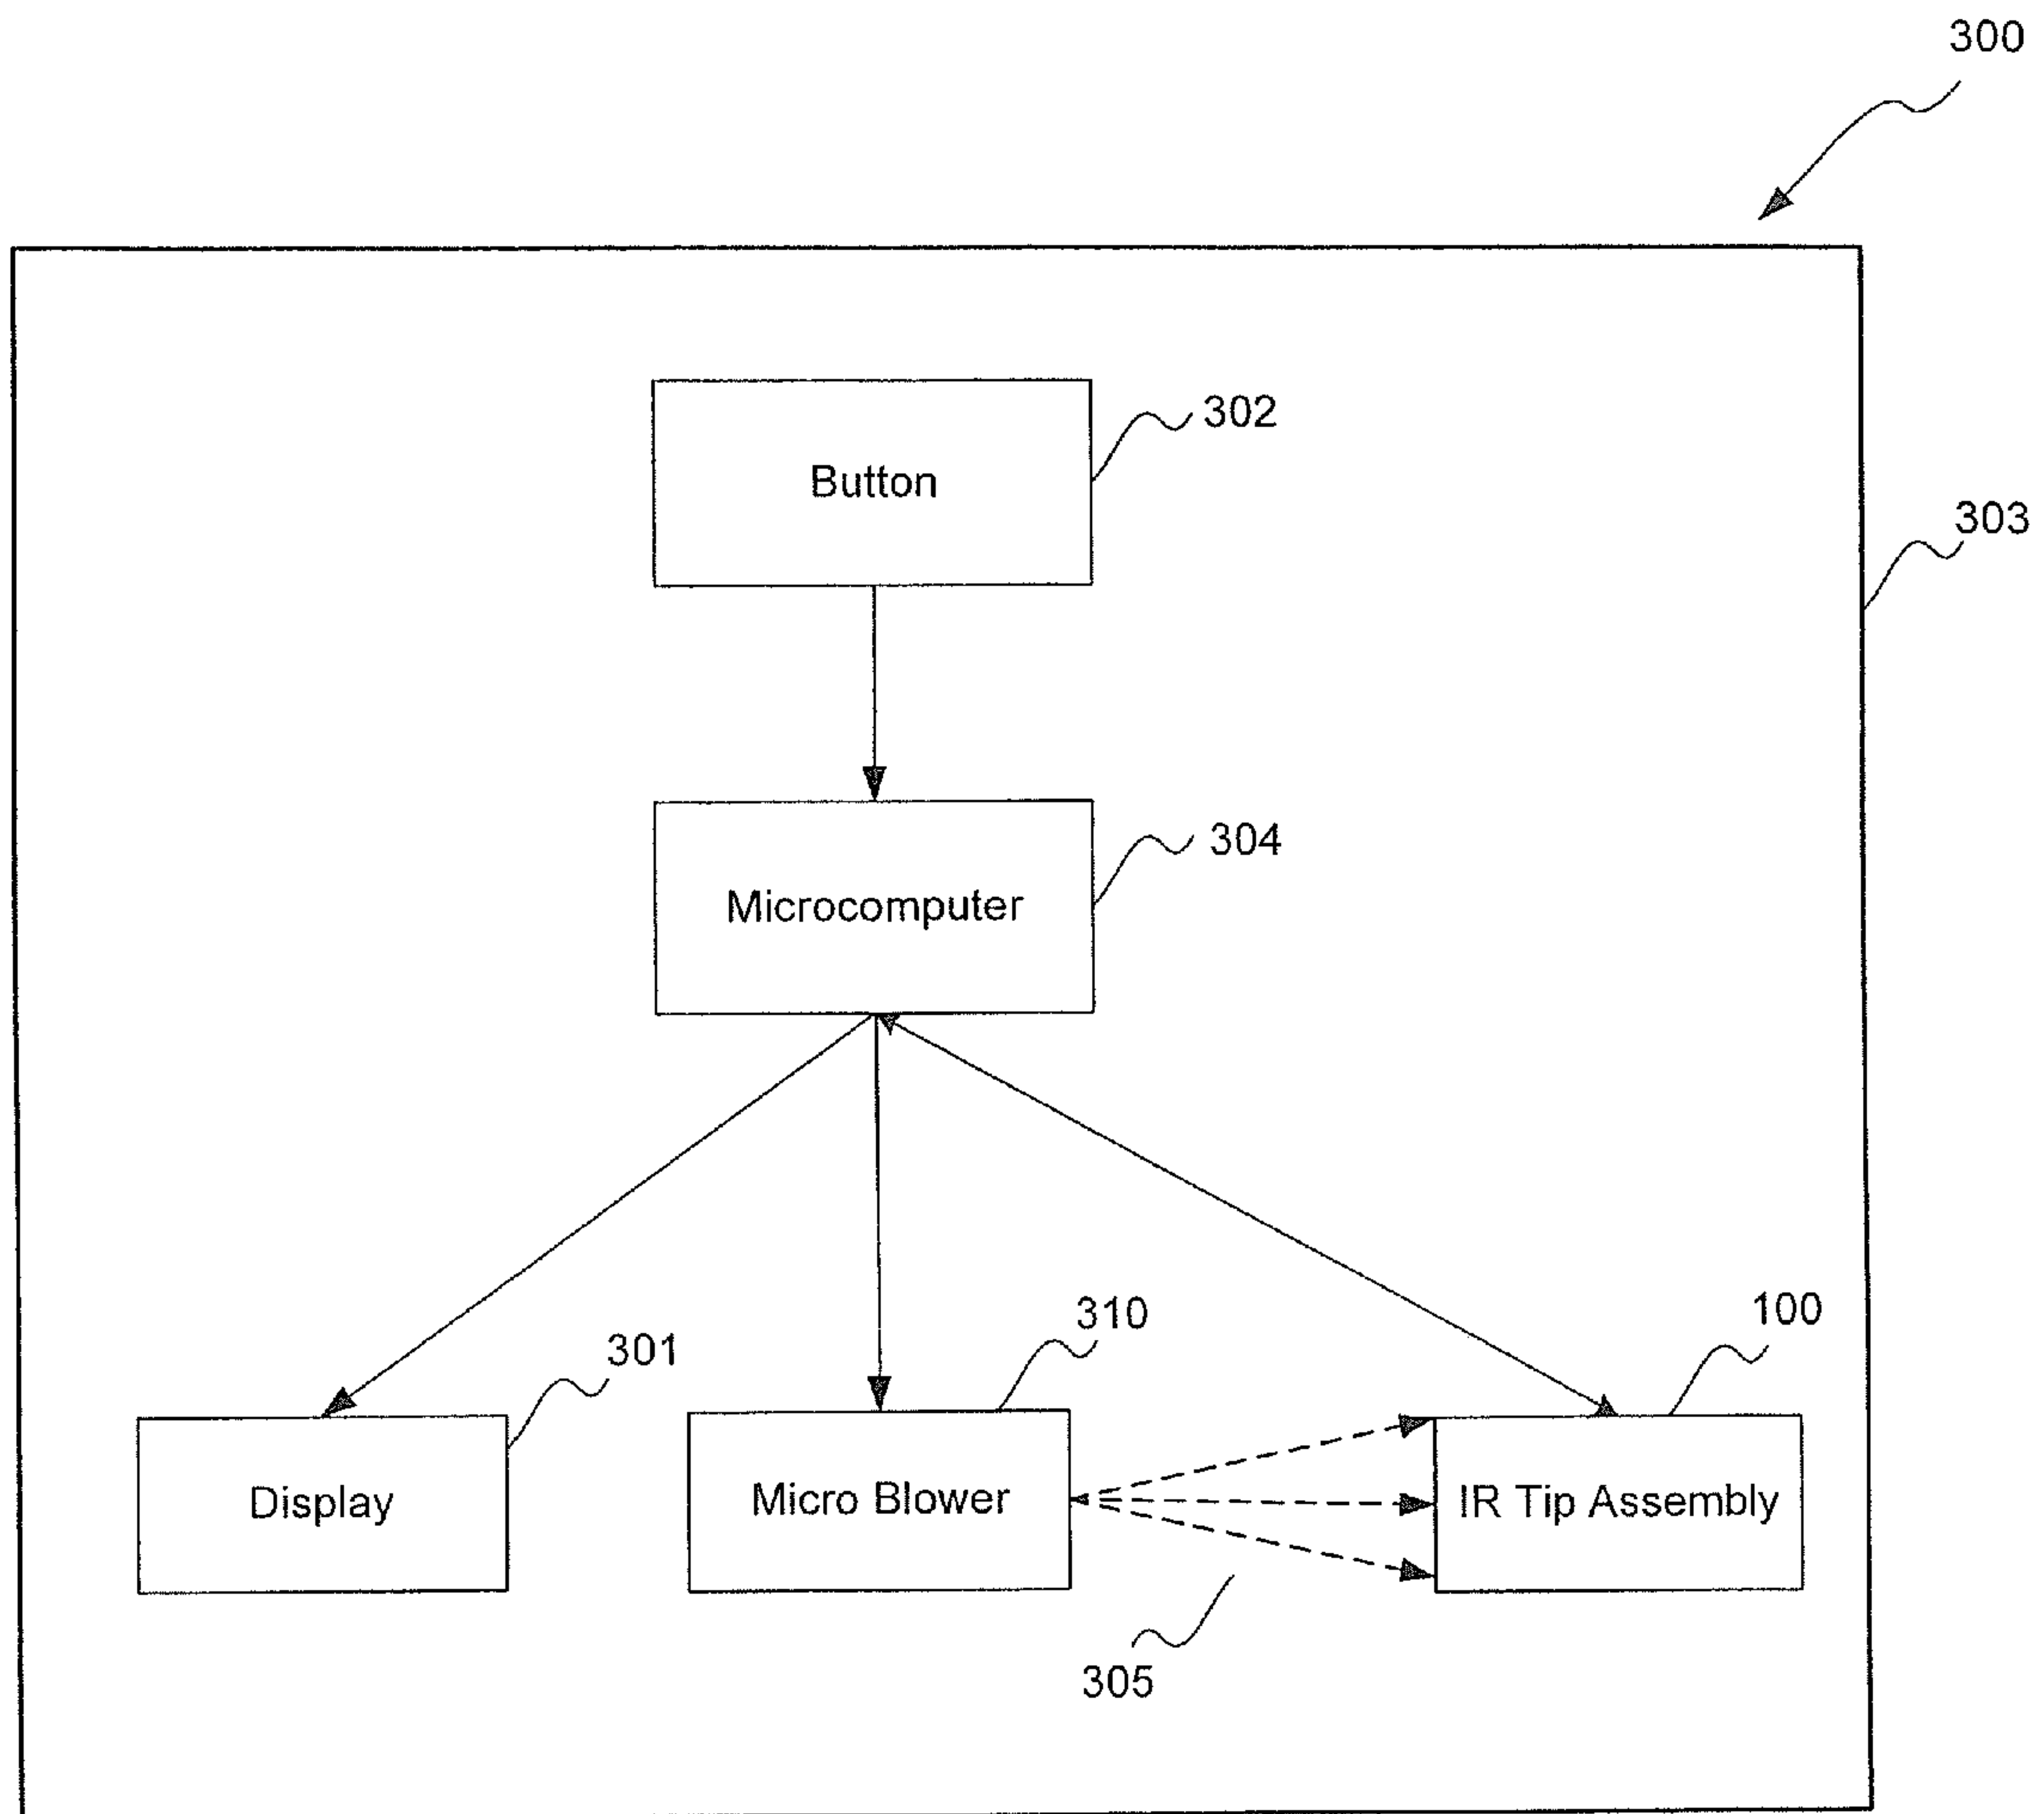 300
302
Button
303
304
Microcomputer
310
100
301
Display
Micro Blower
IR Tip Assembly
305